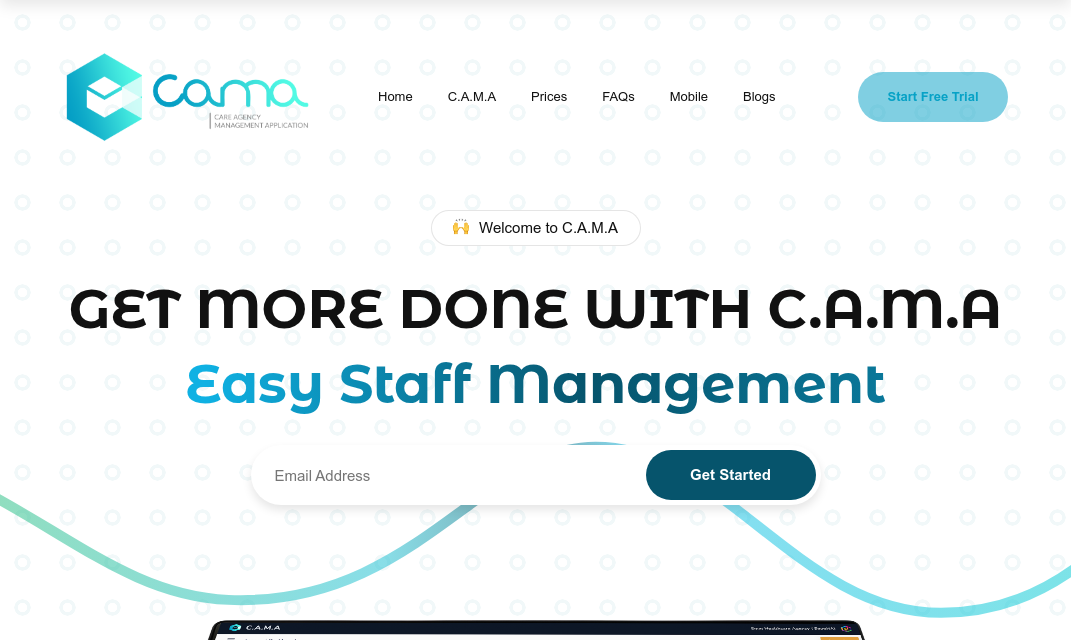 cama
CARE AGENCY
MANAGEMENT APPLICATION
Home
C.A.M.A
Prices
FAQs
Mobile
Blogs
Start Free Trial
🙌 Welcome to C.A.M.A
GET MORE DONE WITH C.A.M.A
Easy Staff Management
Email Address
Get Started
C.A.M.A